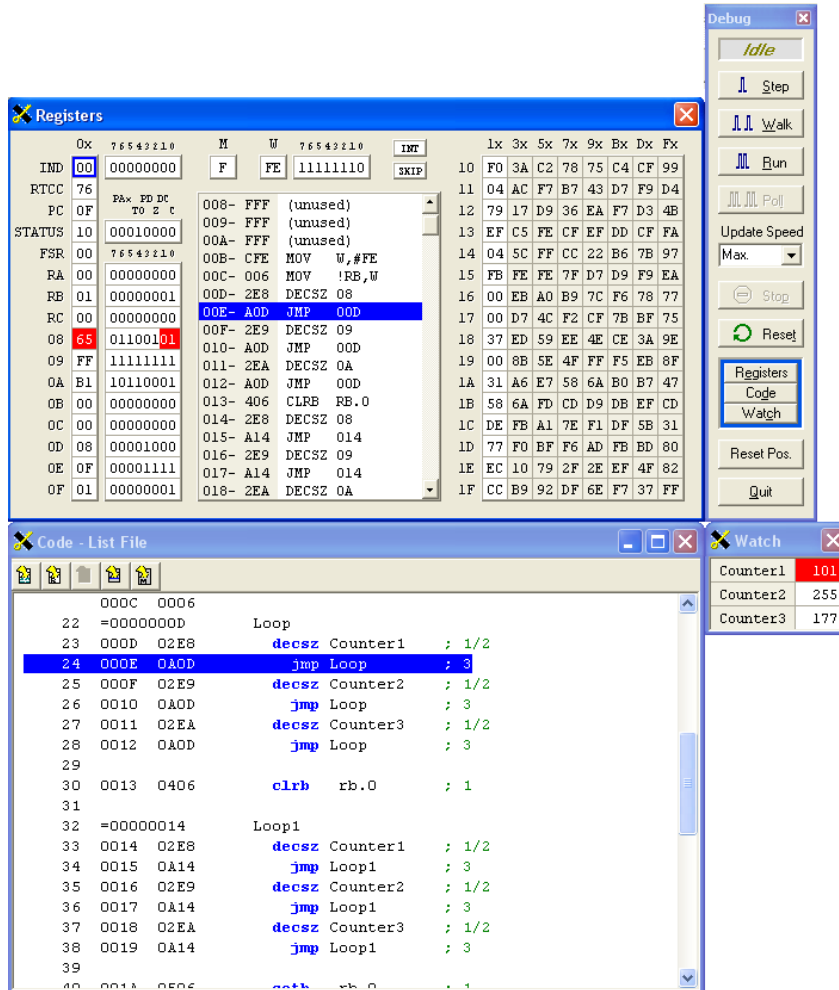 Debug
Idle
Step
Walk
Run
Poll
Update Speed
Max.
Stop
Reset
Registers
Code
Watch
Reset Pos.
Quit
Registers
0x 76543210 M W 76543210 INT 1x 3x 5x 7x 9x Bx Dx Fx
IND 00 00000000 F FE 11111110 SKIP 10 F0 3A C2 78 75 C4 CF 99
RTCC 76 11 04 AC F7 B7 43 D7 F9 D4
PAx PD DC
TO Z C
PC 0F 008- FFF (unused) 12 79 17 D9 36 EA F7 D3 4B
STATUS 10 00010000 009- FFF (unused) 13 EF C5 FE CF EF DD CF FA
00A- FFF (unused)
FSR 00 76543210 00B- CFE MOV W,#FE 14 04 5C FF CC 22 B6 7B 97
RA 00 00000000 00C- 006 MOV !RB,W 15 FB FE FE 7F D7 D9 F9 EA
RB 01 00000001 00D- 2E8 DECSZ 08 16 00 EB A0 B9 7C F6 78 77
RC 00 00000000 00E- A0D JMP 00D 17 00 D7 4C F2 CF 7B BF 75
08 65 01100101 00F- 2E9 DECSZ 09 18 37 ED 59 EE 4E CE 3A 9E
010- A0D JMP 00D
09 FF 11111111 011- 2EA DECSZ 0A 19 00 8B 5E 4F FF F5 EB 8F
0A B1 10110001 012- A0D JMP 00D 1A 31 A6 E7 58 6A B0 B7 47
0B 00 00000000 013- 406 CLRB RB.0 1B 58 6A FD CD D9 DB EF CD
0C 00 00000000 014- 2E8 DECSZ 08 1C DE FB A1 7E F1 DF 5B 31
015- A14 JMP 014
0D 08 00001000 016- 2E9 DECSZ 09 1D 77 F0 BF F6 AD FB BD 80
0E 0F 00001111 017- A14 JMP 014 1E EC 10 79 2F 2E EF 4F 82
0F 01 00000001 018- 2EA DECSZ 0A 1F CC B9 92 DF 6E F7 37 FF
Code - List File
000C 0006
22 =0000000D Loop
23 000D 02E8 decsz Counter1 ; 1/2
24 000E 0A0D jmp Loop ; 3
25 000F 02E9 decsz Counter2 ; 1/2
26 0010 0A0D jmp Loop ; 3
27 0011 02EA decsz Counter3 ; 1/2
28 0012 0A0D jmp Loop ; 3
29
30 0013 0406 clrb rb.0 ; 1
31
32 =00000014 Loop1
33 0014 02E8 decsz Counter1 ; 1/2
34 0015 0A14 jmp Loop1 ; 3
35 0016 02E9 decsz Counter2 ; 1/2
36 0017 0A14 jmp Loop1 ; 3
37 0018 02EA decsz Counter3 ; 1/2
38 0019 0A14 jmp Loop1 ; 3
39
40 001A 0506 setb rb.0 ; 1
Watch
Counter1 101
Counter2 255
Counter3 177